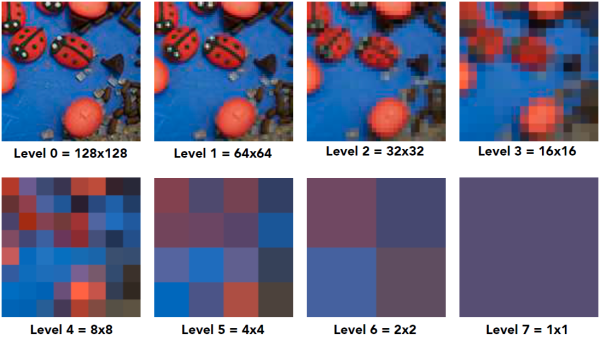 Level 0 = 128x128
Level 1 = 64x64
Level 2 = 32x32
Level 3 = 16x16
Level 4 = 8x8
Level 5 = 4x4
Level 6 = 2x2
Level 7 = 1x1